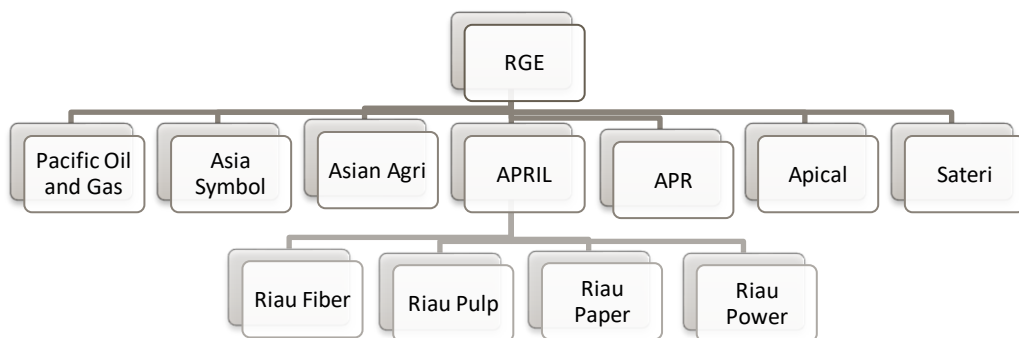 RGE
Pacific Oil
and Gas
Asia
Symbol
Asian Agri
APRIL
APR
Apical
Sateri
Riau Fiber
Riau Pulp
Riau
Paper
Riau
Power